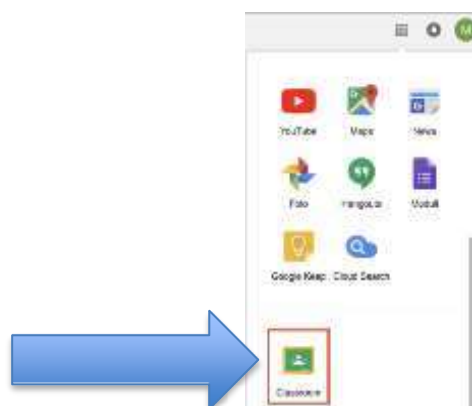 M
YouTube Maps News
Foto Hangouts Moduli
Google Keep Cloud Search
Classroom